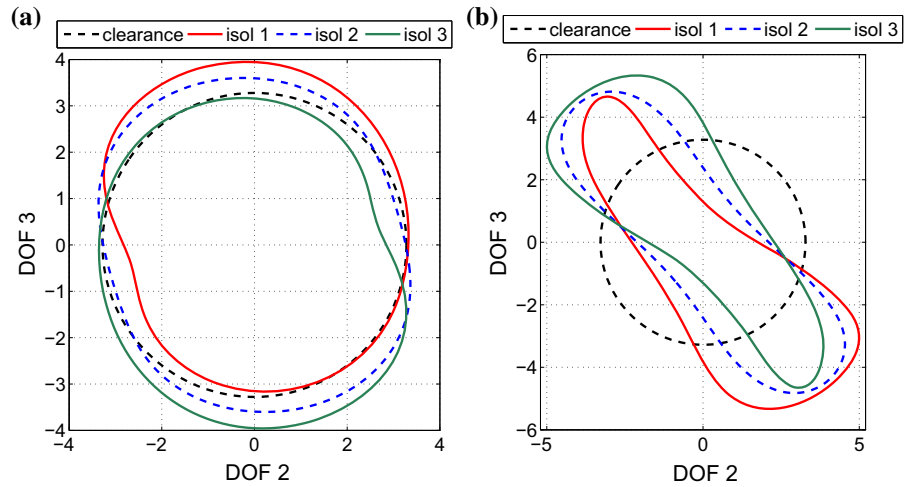 (a)
clearance isol 1 isol 2 isol 3
4
3
2
1
0
−1
−2
−3
−4
−4 −2 0 2 4
DOF 3
DOF 2
(b)
clearance isol 1 isol 2 isol 3
6
4
2
0
−2
−4
−6
−5 0 5
DOF 3
DOF 2